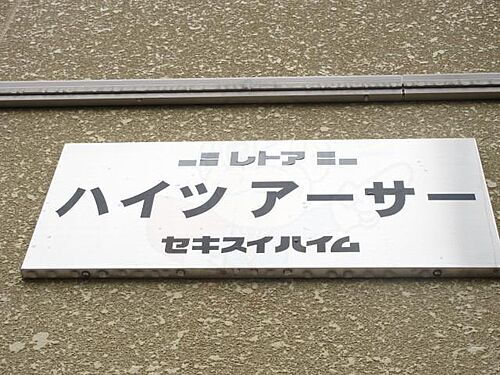 レトア
ハイツ アーサー
セキスイハイム